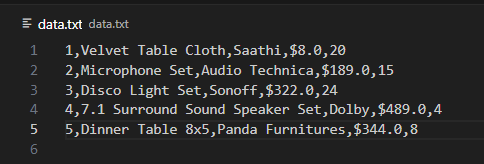 data.txt data.txt
1 1,Velvet Table Cloth,Saathi,$8.0,20
2 2,Microphone Set,Audio Technica,$189.0,15
3 3,Disco Light Set,Sonoff,$322.0,24
4 4,7.1 Surround Sound Speaker Set,Dolby,$489.0,4
5 5,Dinner Table 8x5,Panda Furnitures,$344.0,8
6